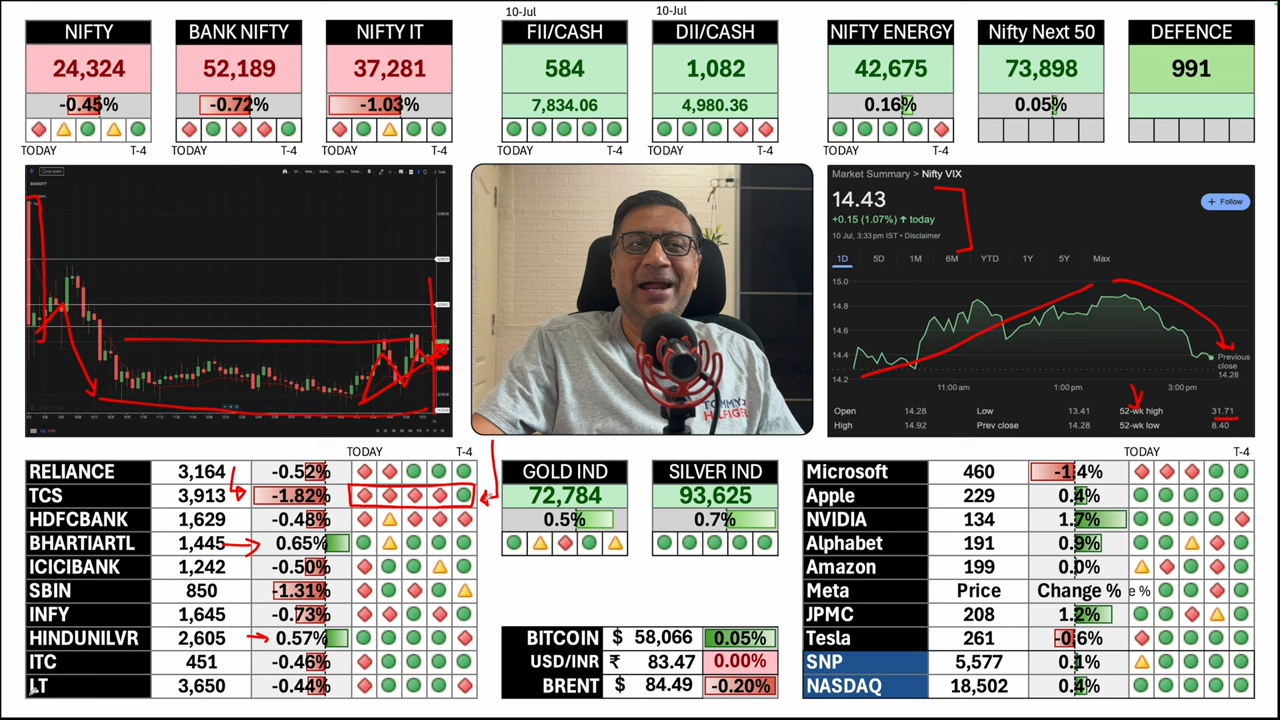 10-Jul
10-Jul
NIFTY
BANK NIFTY
NIFTY IT
FII/CASH
DII/CASH
NIFTY ENERGY
Nifty Next 50
DEFENCE
24,324
52,189
37,281
584
1,082
42,675
73,898
991
-0.45%
-0.72%
-1.03%
7,834.06
4,980.36
0.16%
0.05%
TODAY T-4
TODAY T-4
TODAY T-4
BANKNIFTY
Market Summary > Nifty VIX
14.43
+ Follow
+0.15 (1.07%) ↑ today
10 Jul, 3:33 pm IST • Disclaimer
1D 5D 1M 6M YTD 1Y 5Y Max
15.0
14.8
14.6
14.4
14.2
Previous
close
14.28
11:00 am 1:00 pm 3:00 pm
Open 14.28 Low 13.41 52-wk high 31.71
High 14.92 Prev close 14.28 52-wk low 8.40
TOMMY
HILFIGER
TODAY T-4
RELIANCE 3,164 -0.52%
TCS 3,913 -1.82%
HDFCBANK 1,629 -0.48%
BHARTIARTL 1,445 0.65%
ICICIBANK 1,242 -0.50%
SBIN 850 -1.31%
INFY 1,645 -0.73%
HINDUNILVR 2,605 0.57%
ITC 451 -0.46%
LT 3,650 -0.44%
GOLD IND
72,784
0.5%
SILVER IND
93,625
0.7%
BITCOIN $ 58,066 0.05%
USD/INR ₹ 83.47 0.00%
BRENT $ 84.49 -0.20%
TODAY T-4
Microsoft 460 -1.4%
Apple 229 0.4%
NVIDIA 134 1.7%
Alphabet 191 0.9%
Amazon 199 0.0%
Meta Price Change % e %
JPMC 208 1.2%
Tesla 261 -0.6%
SNP 5,577 0.1%
NASDAQ 18,502 0.4%